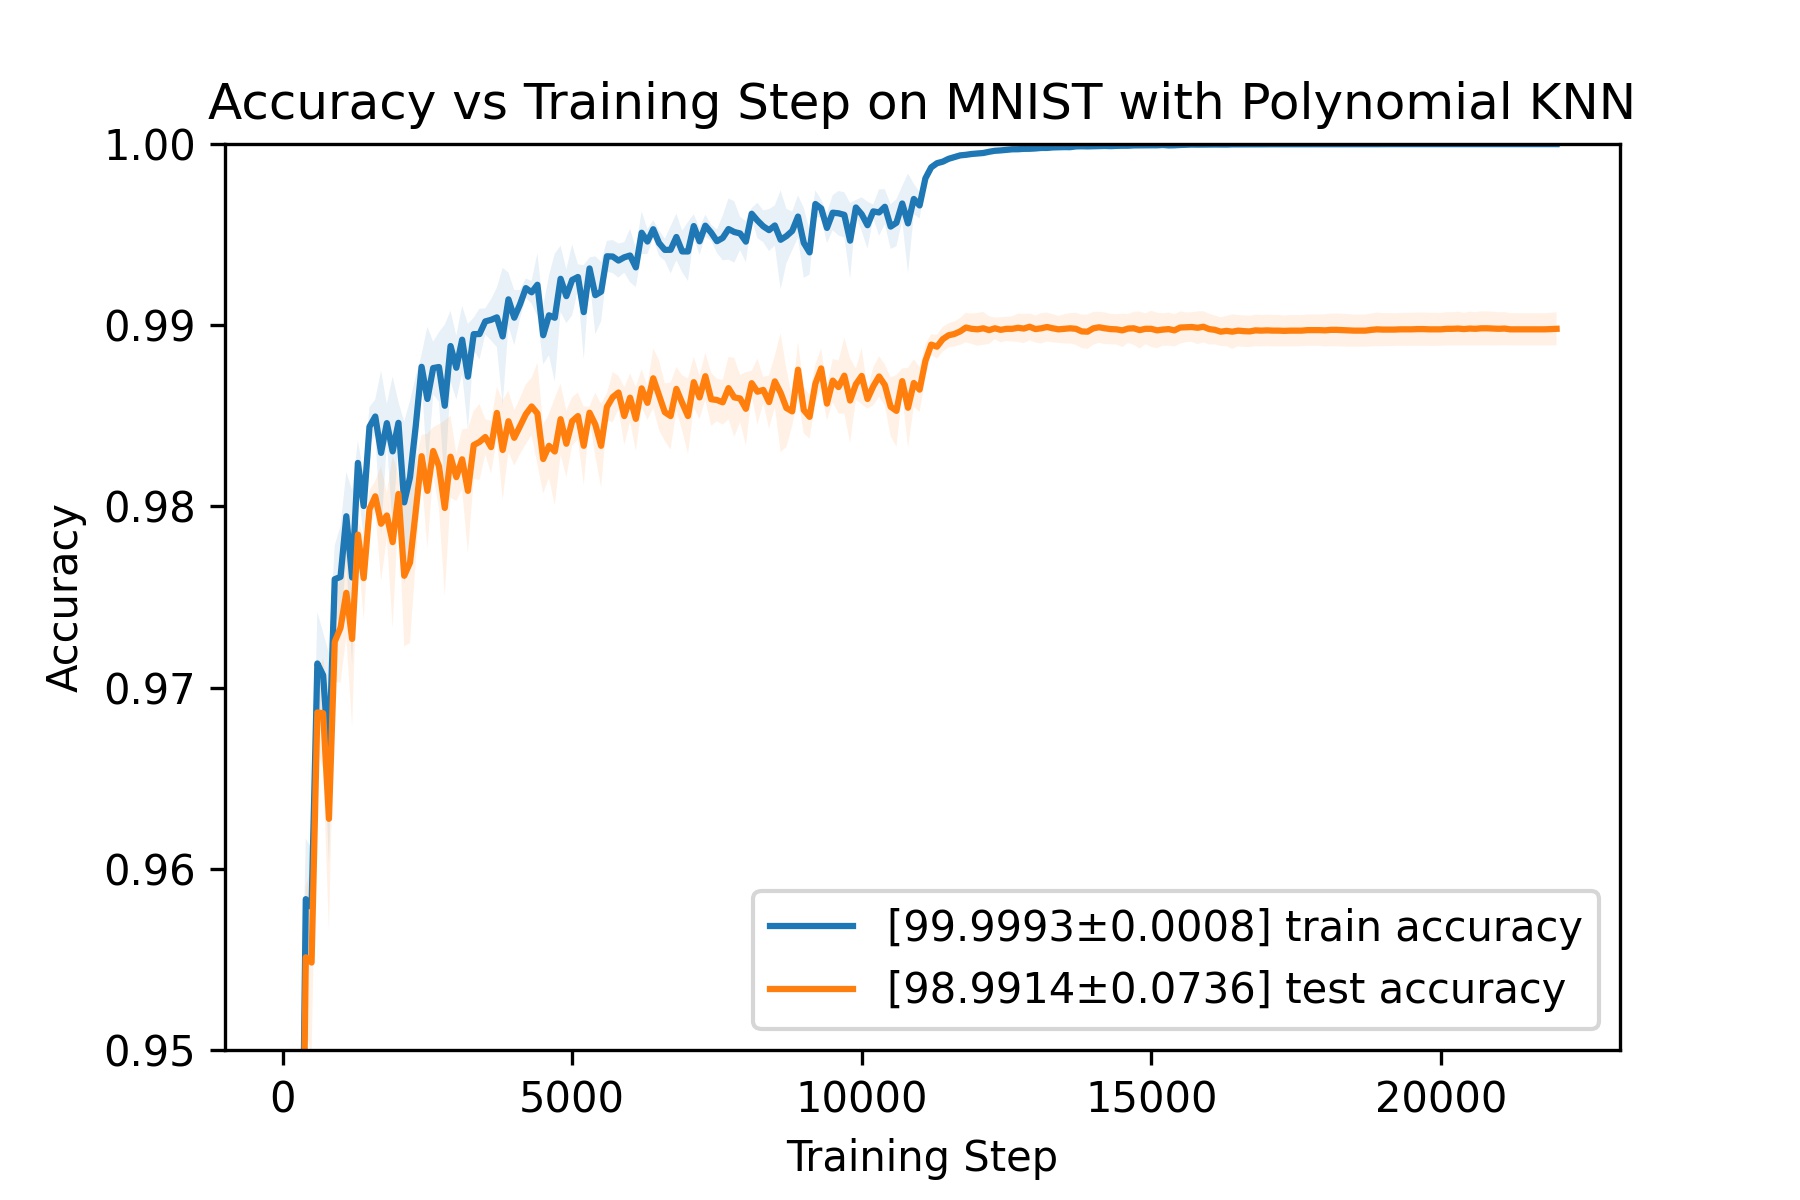 Accuracy vs Training Step on MNIST with Polynomial KNN
1.00
0.99
0.98
0.97
0.96
0.95
Accuracy
[99.9993±0.0008] train accuracy
[98.9914±0.0736] test accuracy
0 5000 10000 15000 20000
Training Step